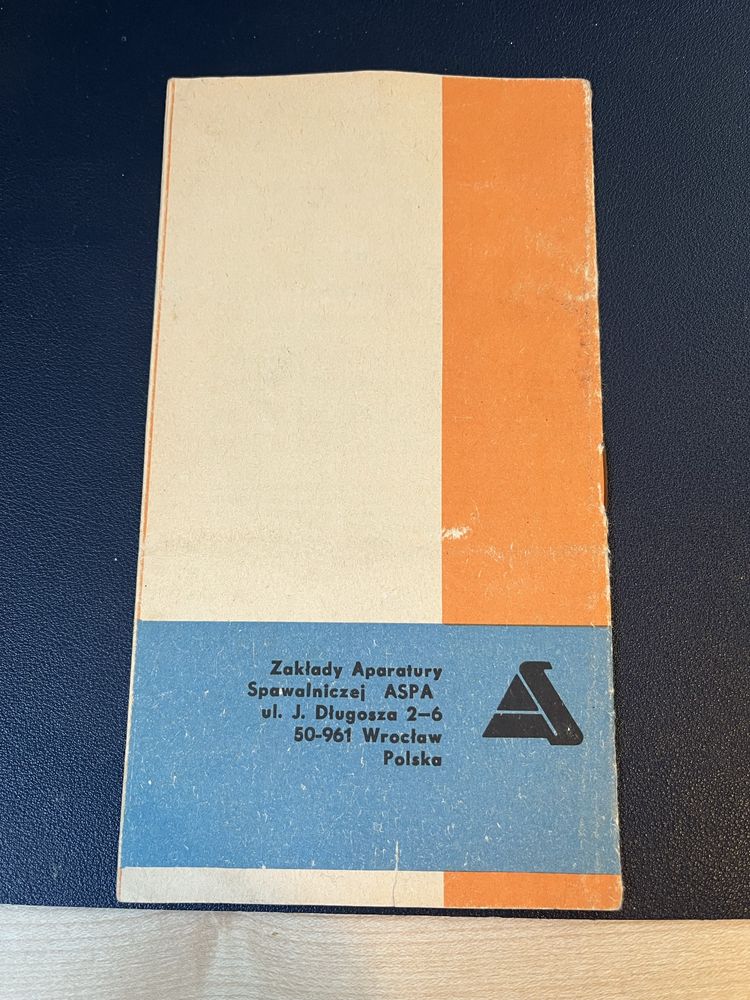 Zakłady Aparatury
Spawalniczej ASPA
ul. J. Długosza 2–6
50-961 Wrocław
Polska